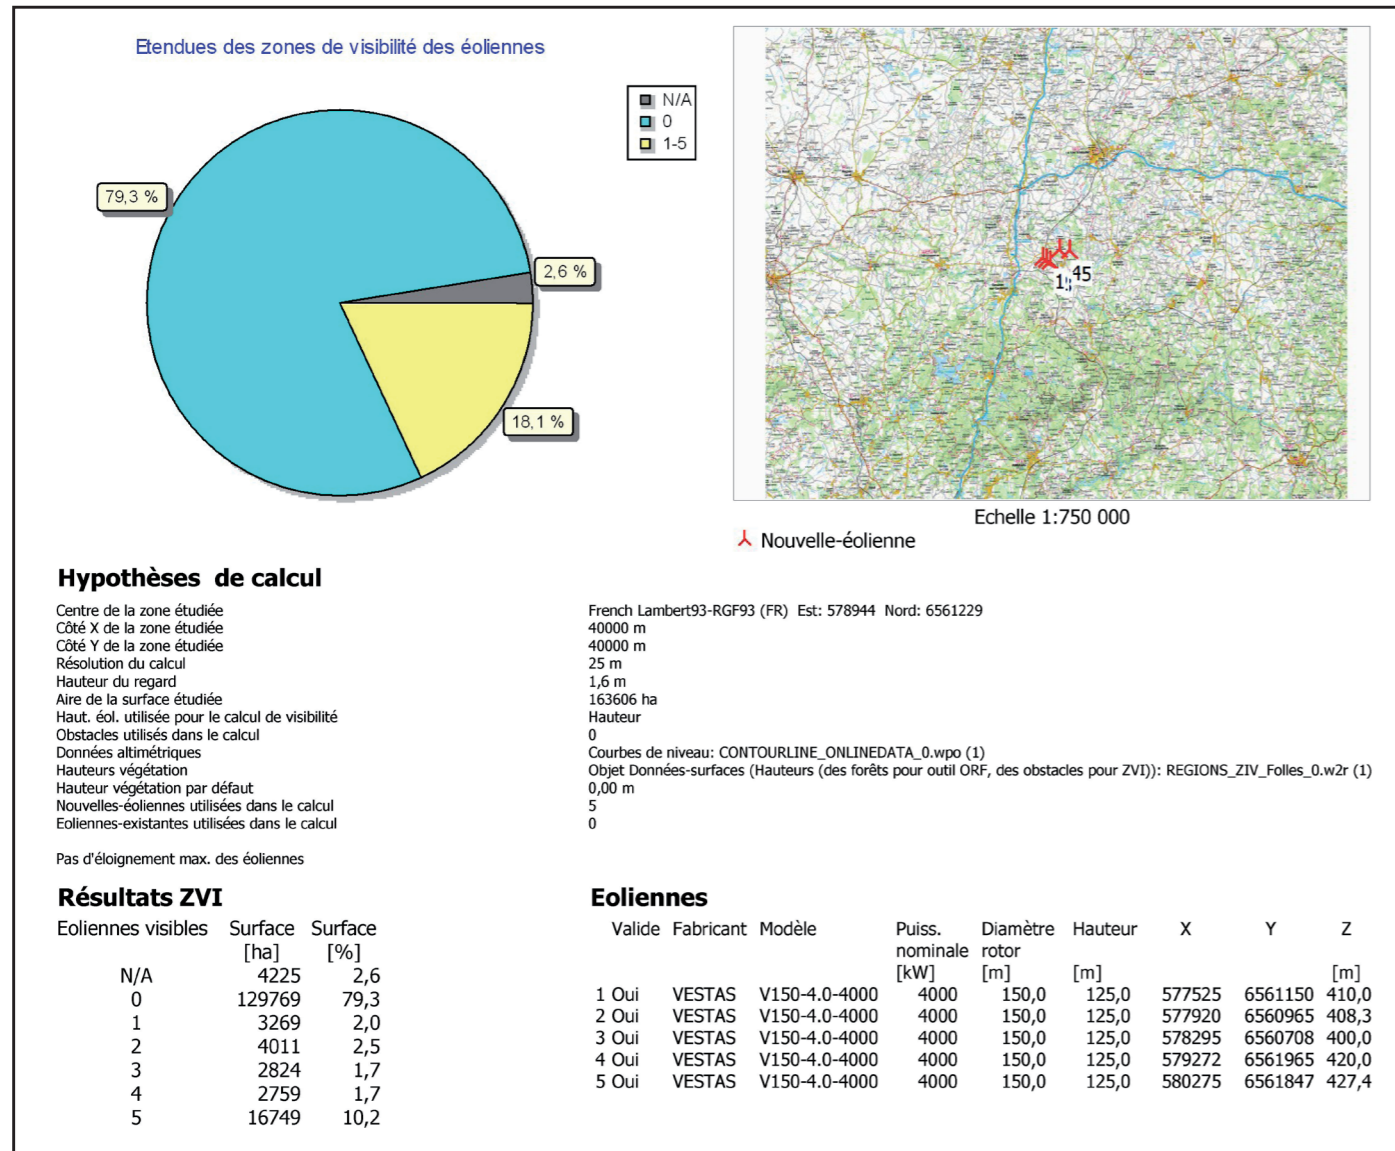 Etendues des zones de visibilité des éoliennes
N/A
0
1-5
79,3 %
2,6 %
18,1 %
45
Echelle 1:750 000
Nouvelle-éolienne
Hypothèses de calcul
Centre de la zone étudiée French Lambert93-RGF93 (FR) Est: 578944 Nord: 6561229
Côté X de la zone étudiée 40000 m
Côté Y de la zone étudiée 40000 m
Résolution du calcul 25 m
Hauteur du regard 1,6 m
Aire de la surface étudiée 163606 ha
Haut. éol. utilisée pour le calcul de visibilité Hauteur
Obstacles utilisés dans le calcul 0
Données altimétriques Courbes de niveau: CONTOURLINE_ONLINEDATA_0.wpo (1)
Hauteurs végétation Objet Données-surfaces (Hauteurs (des forêts pour outil ORF, des obstacles pour ZVI)): REGIONS_ZIV_Folles_0.w2r (1)
Hauteur végétation par défaut 0,00 m
Nouvelles-éoliennes utilisées dans le calcul 5
Eoliennes-existantes utilisées dans le calcul 0
Pas d'éloignement max. des éoliennes
Résultats ZVI
Eoliennes visibles Surface Surface
[ha] [%]
N/A 4225 2,6
0 129769 79,3
1 3269 2,0
2 4011 2,5
3 2824 1,7
4 2759 1,7
5 16749 10,2
Eoliennes
Valide Fabricant Modèle Puiss. Diamètre Hauteur X Y Z
nominale rotor
[kW] [m] [m] [m]
1 Oui VESTAS V150-4.0-4000 4000 150,0 125,0 577525 6561150 410,0
2 Oui VESTAS V150-4.0-4000 4000 150,0 125,0 577920 6560965 408,3
3 Oui VESTAS V150-4.0-4000 4000 150,0 125,0 578295 6560708 400,0
4 Oui VESTAS V150-4.0-4000 4000 150,0 125,0 579272 6561965 420,0
5 Oui VESTAS V150-4.0-4000 4000 150,0 125,0 580275 6561847 427,4